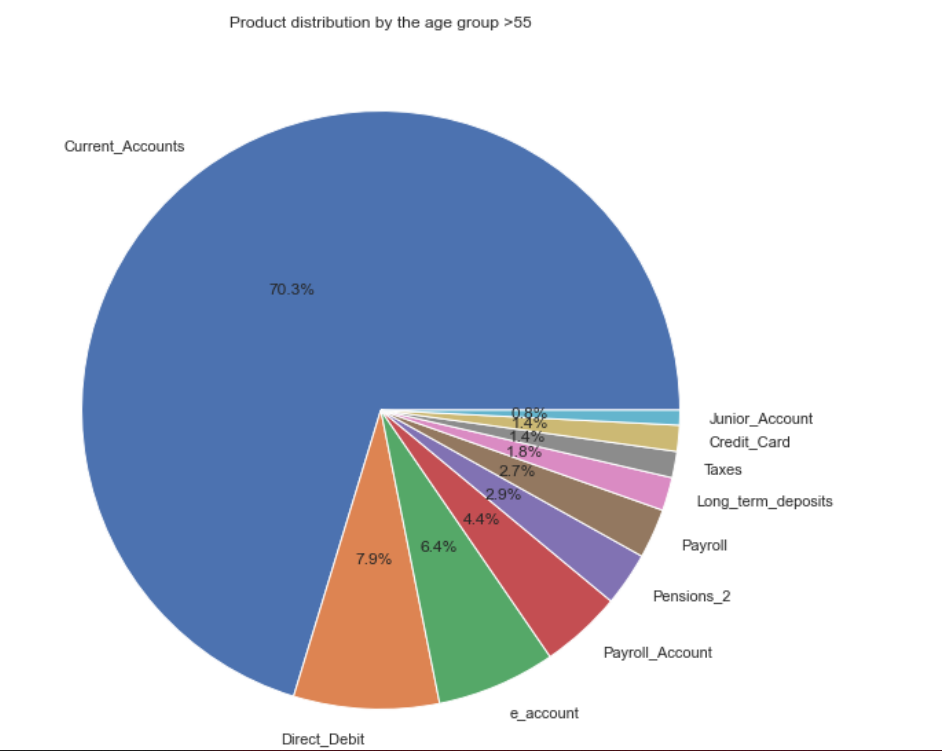 Product distribution by the age group >55
Current_Accounts
70.3%
0.8%
Junior_Account
1.4%
Credit_Card
1.4%
Taxes
1.8%
Long_term_deposits
2.7%
Payroll
2.9%
Pensions_2
4.4%
Payroll_Account
6.4%
e_account
7.9%
Direct_Debit